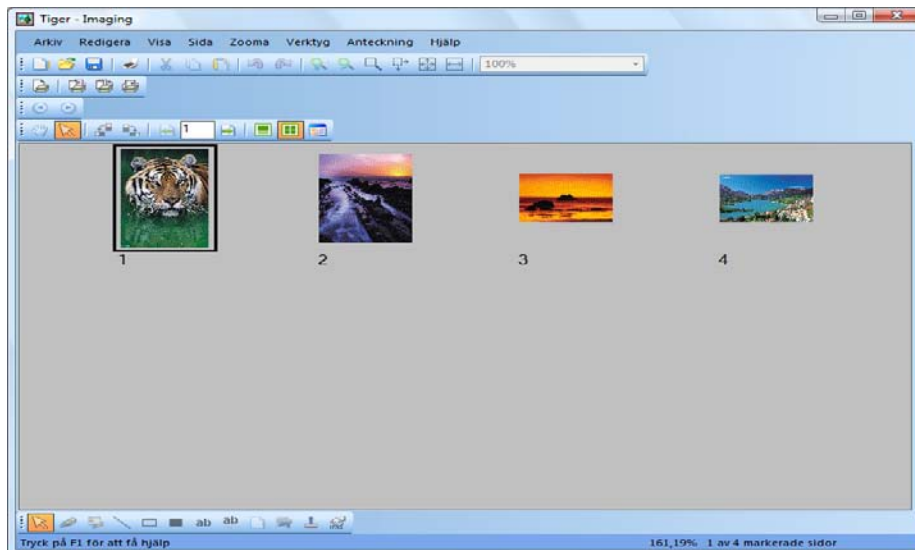 Tiger - Imaging
Arkiv Redigera Visa Sida Zooma Verktyg Anteckning Hjälp
100%
1
1
2
3
4
ab ab
Tryck på F1 för att få hjälp
161,19% 1 av 4 markerade sidor